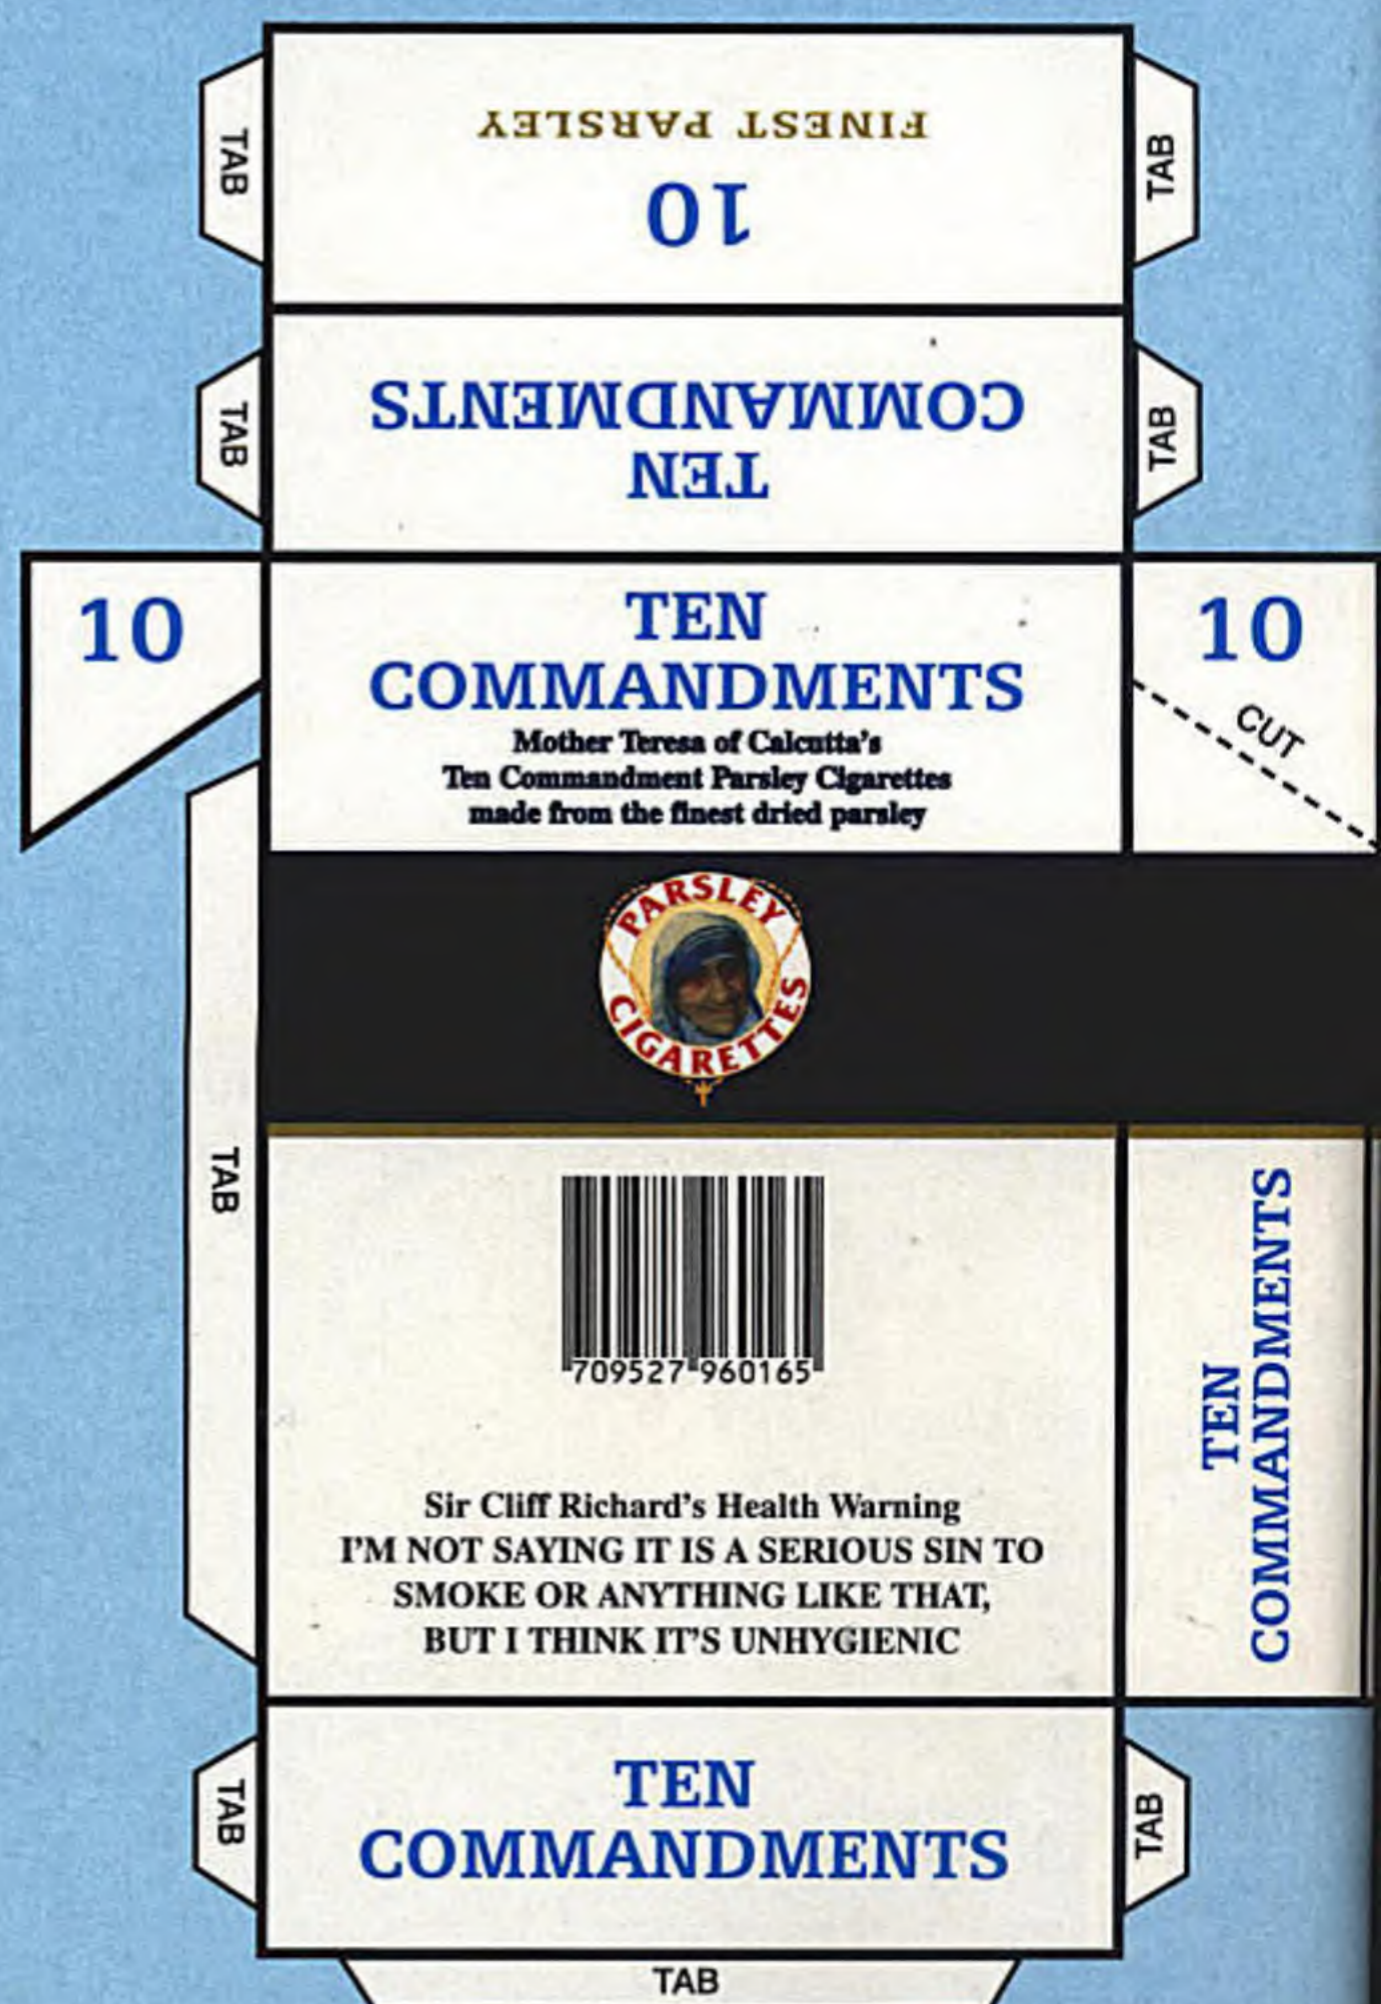 FINEST PARSLEY
10
TAB
TAB
TEN
COMMANDMENTS
TAB
TAB
10
TEN
COMMANDMENTS
Mother Teresa of Calcutta's
Ten Commandment Parsley Cigarettes
made from the finest dried parsley
10
CUT
PARSLEY
CIGARETTES
TAB
709527 960165
Sir Cliff Richard's Health Warning
I'M NOT SAYING IT IS A SERIOUS SIN TO
SMOKE OR ANYTHING LIKE THAT,
BUT I THINK IT'S UNHYGIENIC
TEN
COMMANDMENTS
TAB
TEN
COMMANDMENTS
TAB
TAB